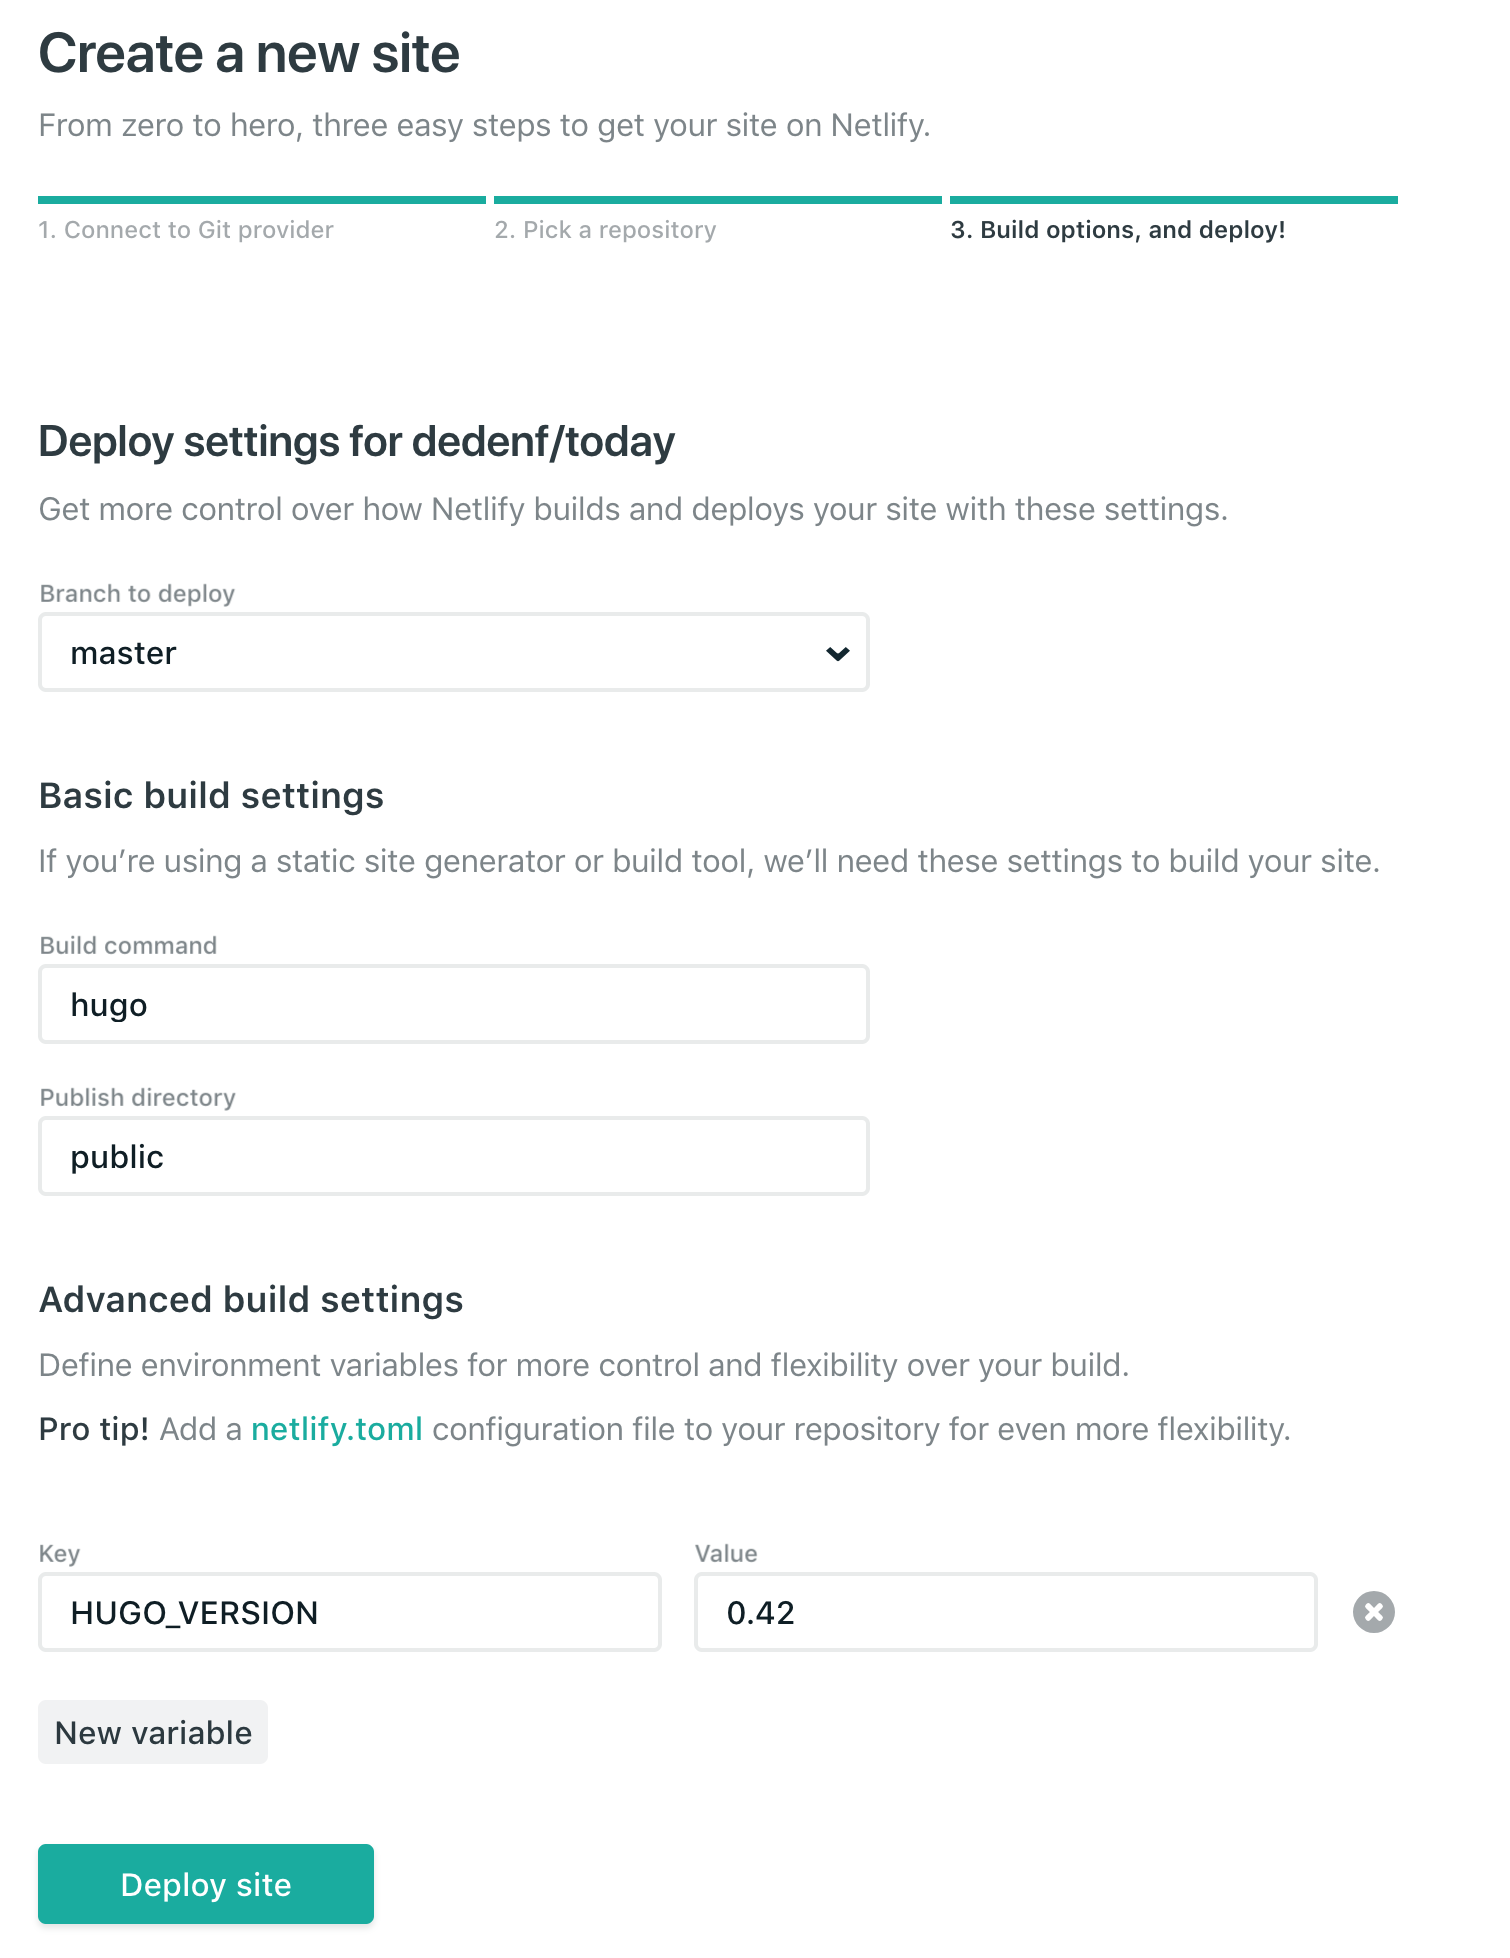 Create a new site
From zero to hero, three easy steps to get your site on Netlify.
1. Connect to Git provider
2. Pick a repository
3. Build options, and deploy!
Deploy settings for dedenf/today
Get more control over how Netlify builds and deploys your site with these settings.
Branch to deploy
master
Basic build settings
If you’re using a static site generator or build tool, we’ll need these settings to build your site.
Build command
hugo
Publish directory
public
Advanced build settings
Define environment variables for more control and flexibility over your build.
Pro tip! Add a netlify.toml configuration file to your repository for even more flexibility.
Key
Value
HUGO_VERSION
0.42
New variable
Deploy site